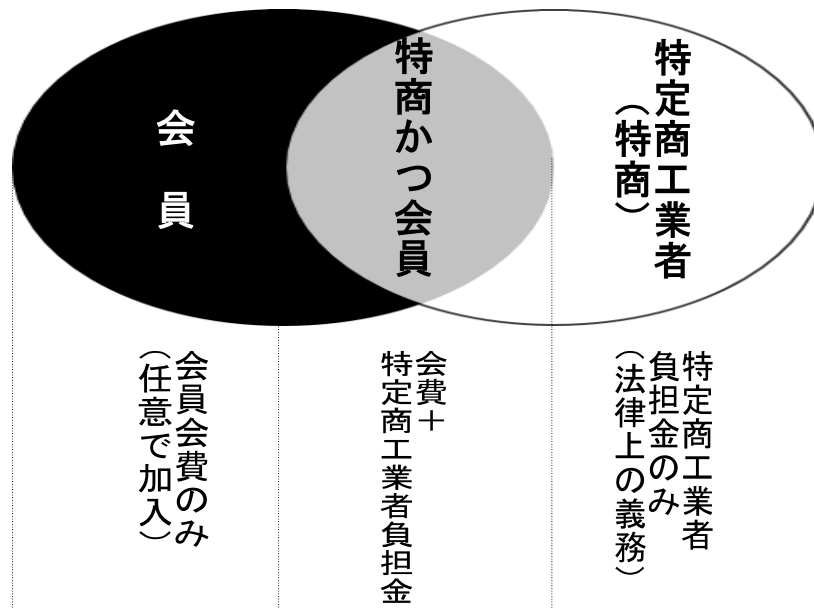 会員
特商かつ会員
特定商工業者
（特商）
会員会費のみ
（任意で加入）
会費＋
特定商工業者負担金
特定商工業者
負担金のみ
（法律上の義務）